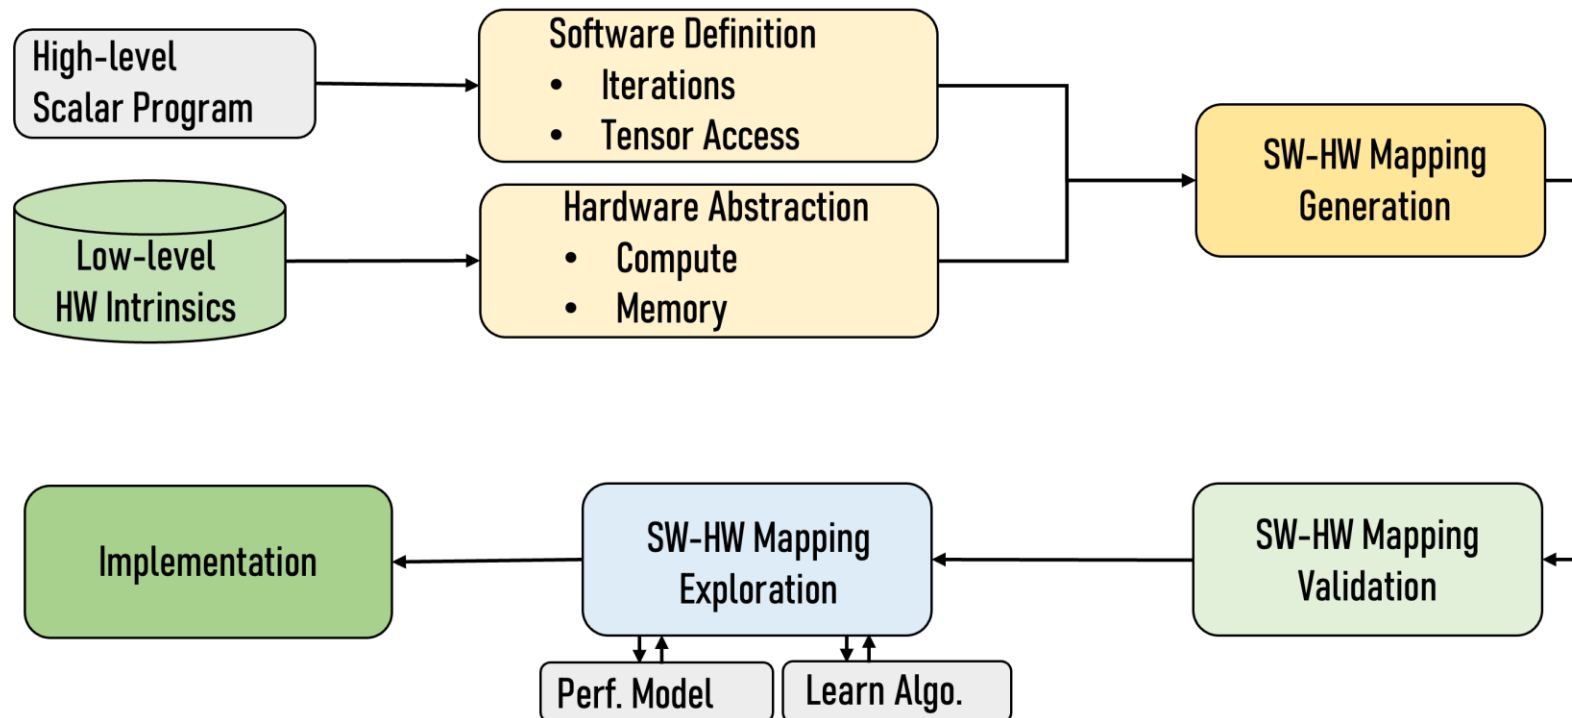 High-level
Scalar Program
Software Definition
• Iterations
• Tensor Access
Low-level
HW Intrinsics
Hardware Abstraction
• Compute
• Memory
SW-HW Mapping
Generation
Implementation
SW-HW Mapping
Exploration
SW-HW Mapping
Validation
Perf. Model
Learn Algo.